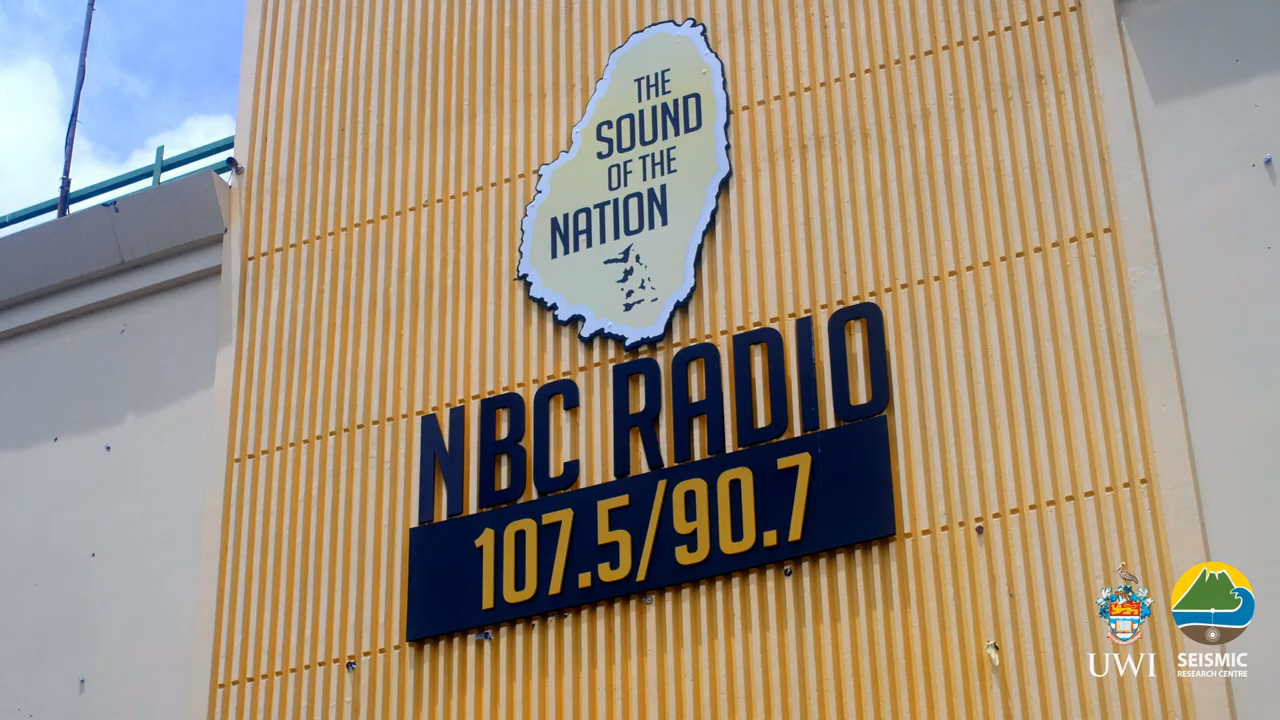 THE
SOUND
OF THE
NATION
NBC RADIO
107.5/90.7
UWI
SEISMIC
RESEARCH CENTRE